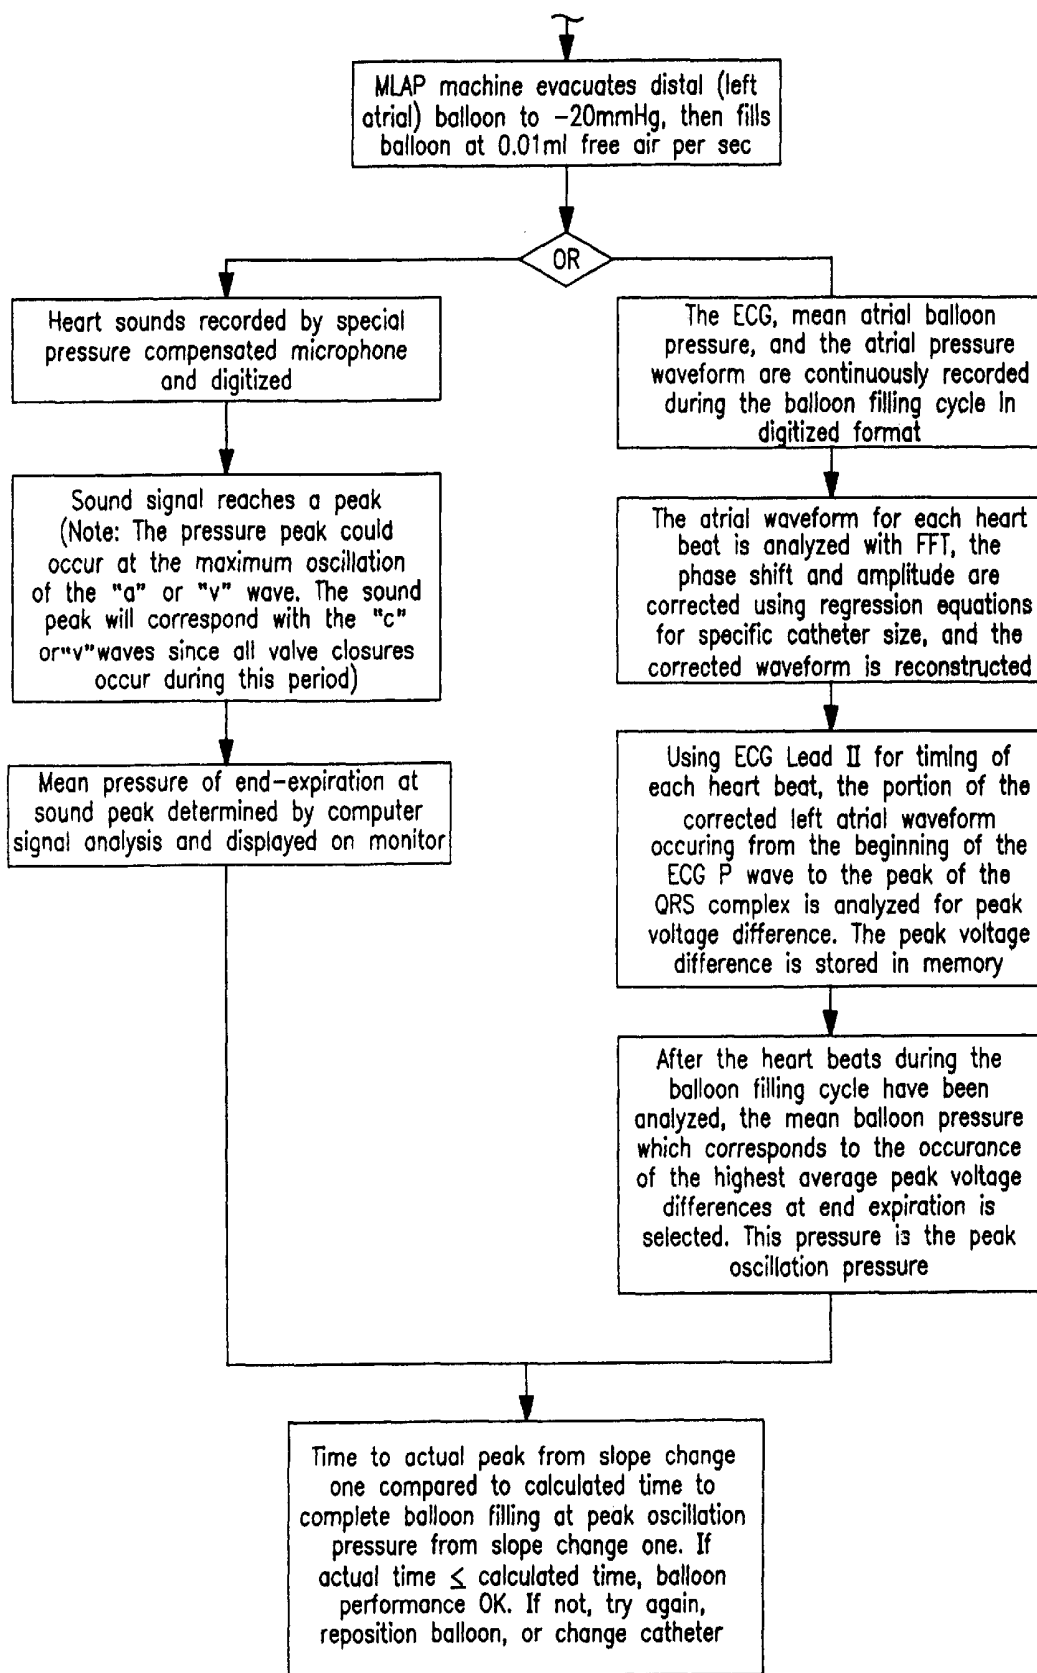 MLAP machine evacuates distal (left
atrial) balloon to -20mmHg, then fills
balloon at 0.01ml free air per sec
OR
Heart sounds recorded by special
pressure compensated microphone
and digitized
Sound signal reaches a peak
(Note: The pressure peak could
occur at the maximum oscillation
of the "a" or "v" wave. The sound
peak will correspond with the "c"
or"v"waves since all valve closures
occur during this period)
Mean pressure of end-expiration at
sound peak determined by computer
signal analysis and displayed on monitor
The ECG, mean atrial balloon
pressure, and the atrial pressure
waveform are continuously recorded
during the balloon filling cycle in
digitized format
The atrial waveform for each heart
beat is analyzed with FFT, the
phase shift and amplitude are
corrected using regression equations
for specific catheter size, and the
corrected waveform is reconstructed
Using ECG Lead II for timing of
each heart beat, the portion of the
corrected left atrial waveform
occuring from the beginning of the
ECG P wave to the peak of the
QRS complex is analyzed for peak
voltage difference. The peak voltage
difference is stored in memory
After the heart beats during the
balloon filling cycle have been
analyzed, the mean balloon pressure
which corresponds to the occurance
of the highest average peak voltage
differences at end expiration is
selected. This pressure is the peak
oscillation pressure
Time to actual peak from slope change
one compared to calculated time to
complete balloon filling at peak oscillation
pressure from slope change one. If
actual time ≤ calculated time, balloon
performance OK. If not, try again,
reposition balloon, or change catheter